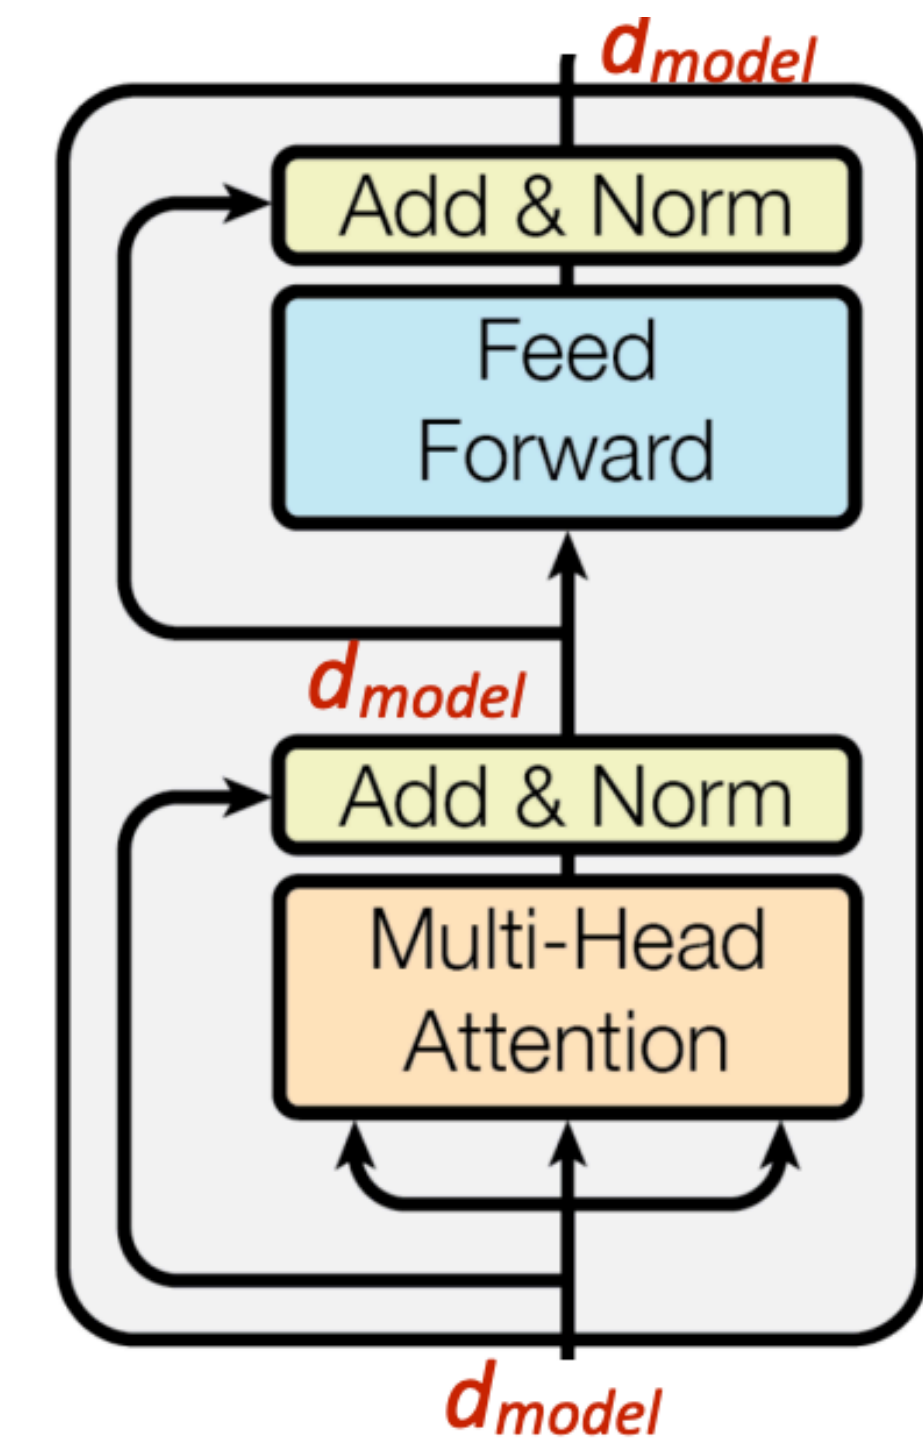 dmodel
Add & Norm
Feed
Forward
dmodel
Add & Norm
Multi-Head
Attention
dmodel